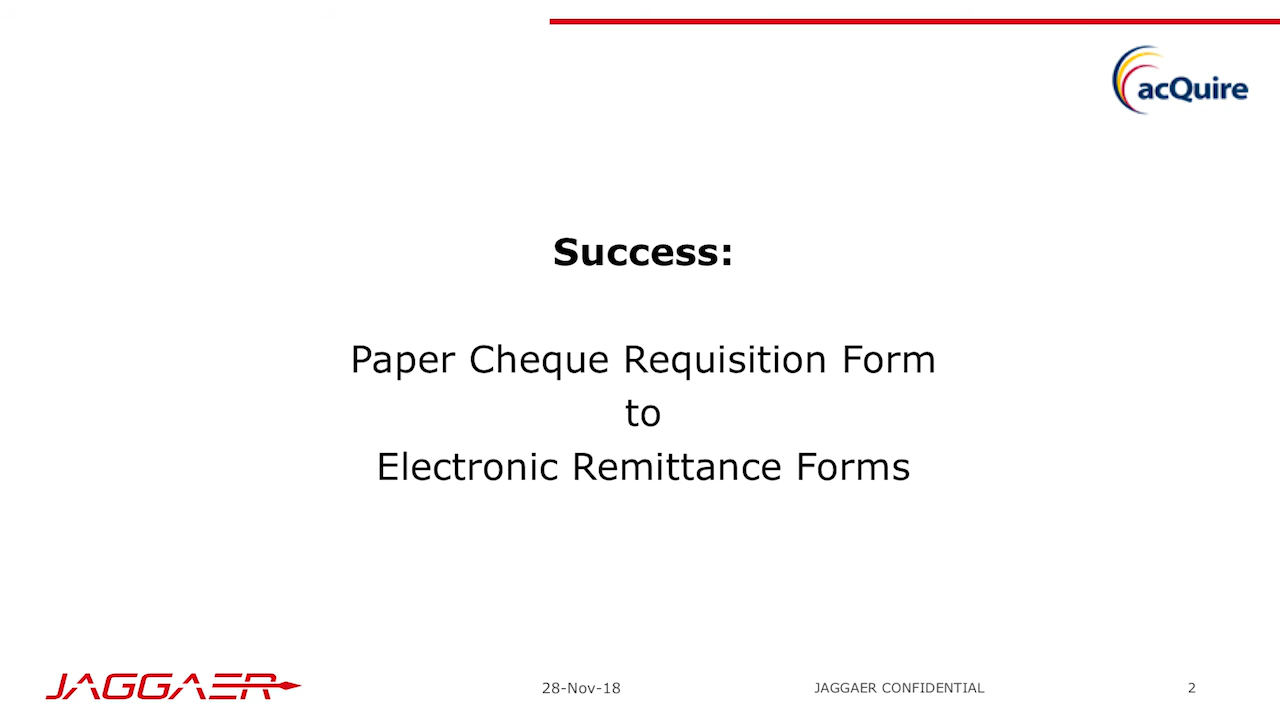 acQuire
Success:
Paper Cheque Requisition Form
to
Electronic Remittance Forms
JAGGAER
28-Nov-18
JAGGAER CONFIDENTIAL
2